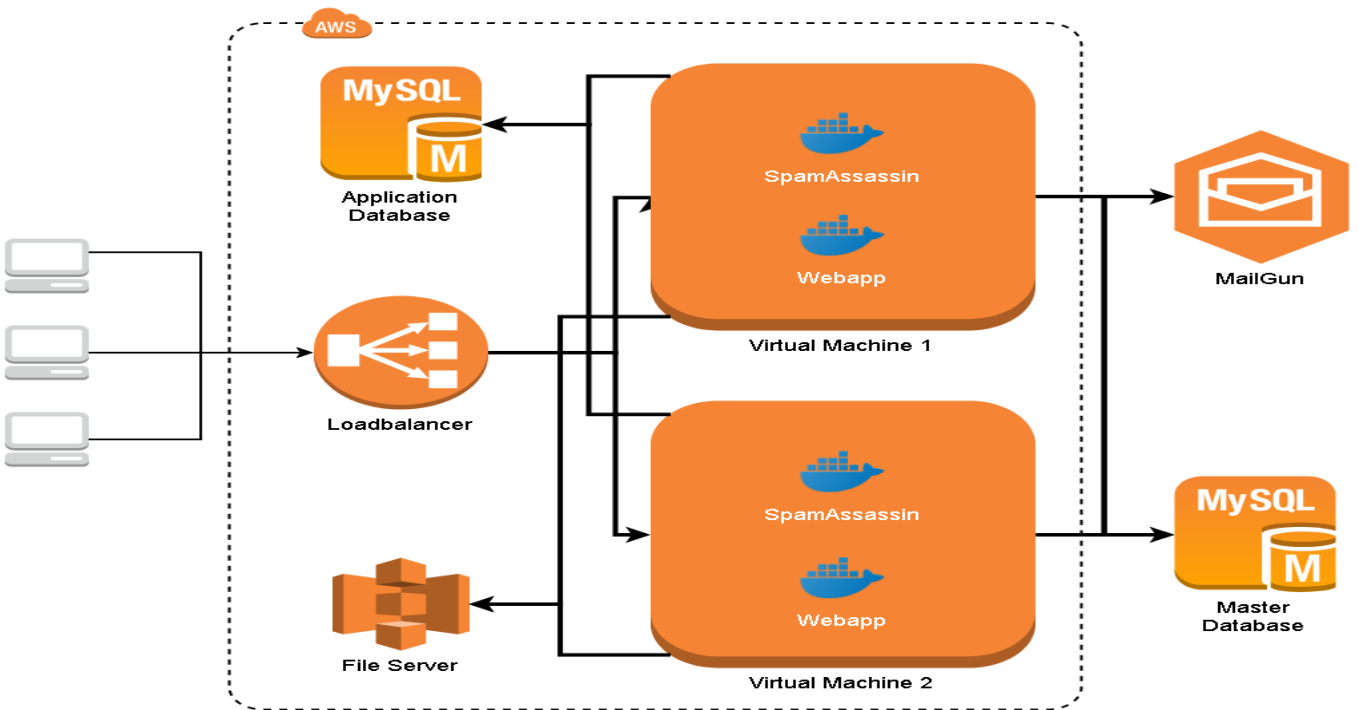 AWS
MySQL
M
Application
Database
Loadbalancer
File Server
SpamAssassin
Webapp
Virtual Machine 1
SpamAssassin
Webapp
Virtual Machine 2
MailGun
MySQL
M
Master
Database